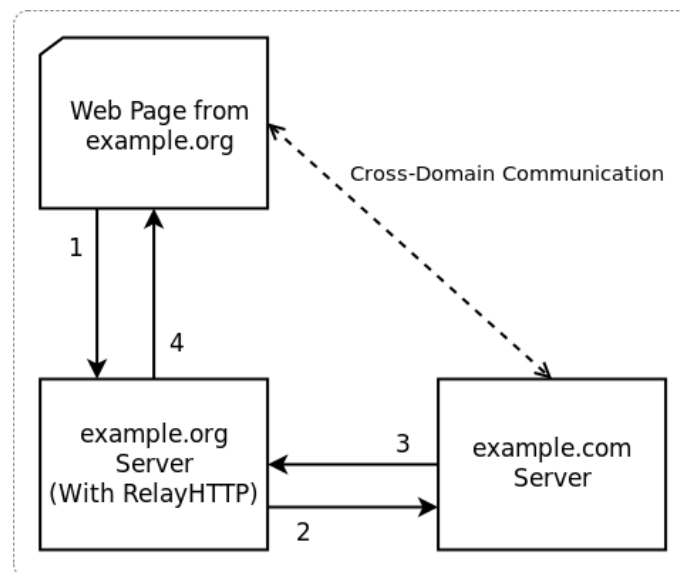 Web Page from
example.org
Cross-Domain Communication
1
4
example.org
Server
(With RelayHTTP)
3
2
example.com
Server